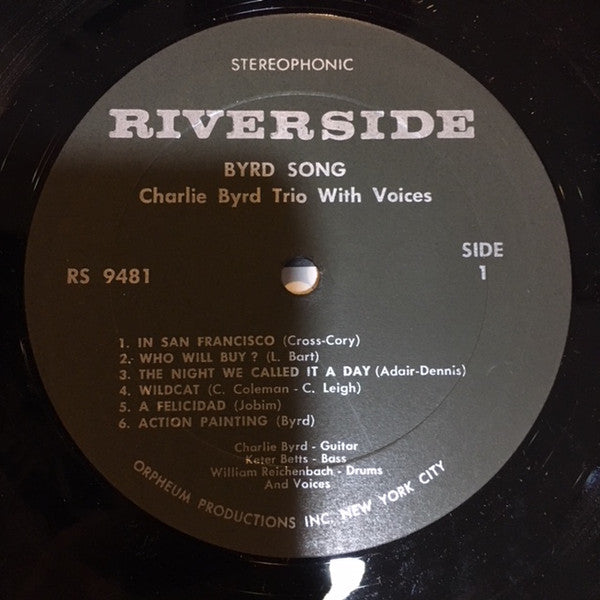 STEREOPHONIC
RIVERSIDE
BYRD SONG
Charlie Byrd Trio With Voices
RS 9481
SIDE
1
1. IN SAN FRANCISCO (Cross-Cory)
2. WHO WILL BUY? (L. Bart)
3. THE NIGHT WE CALLED IT A DAY (Adair-Dennis)
4. WILDCAT (C. Coleman - C. Leigh)
5. A FELICIDAD (Jobim)
6. ACTION PAINTING (Byrd)
Charlie Byrd - Guitar
Keter Betts - Bass
William Reichenbach - Drums
And Voices
ORPHEUM PRODUCTIONS INC. NEW YORK CITY